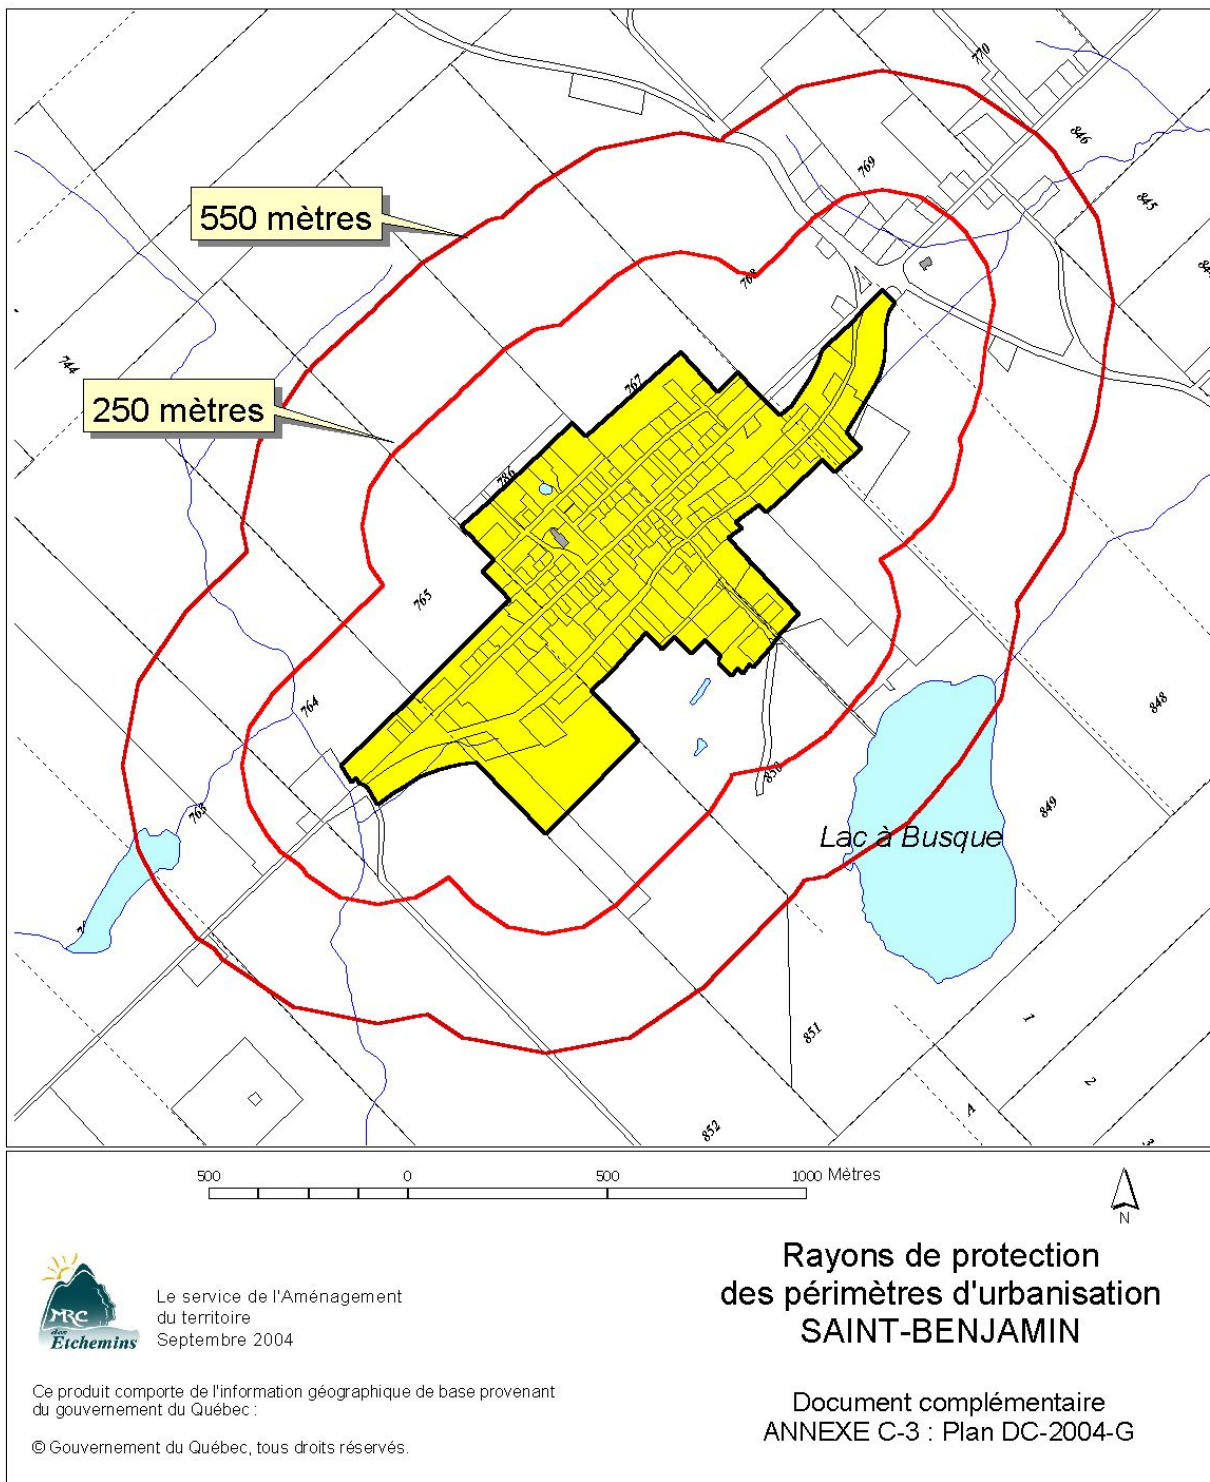 770
846
769
845
550 mètres
768
744
767
250 mètres
786
765
764
848
850
763
849
Lac à Busque
851
1
2
A
852
500
0
500
1000 Mètres
N
Rayons de protection
des périmètres d'urbanisation
SAINT-BENJAMIN
MRC
des
Etchemins
Le service de l'Aménagement
du territoire
Septembre 2004
Ce produit comporte de l'information géographique de base provenant
du gouvernement du Québec :
© Gouvernement du Québec, tous droits réservés.
Document complémentaire
ANNEXE C-3 : Plan DC-2004-G